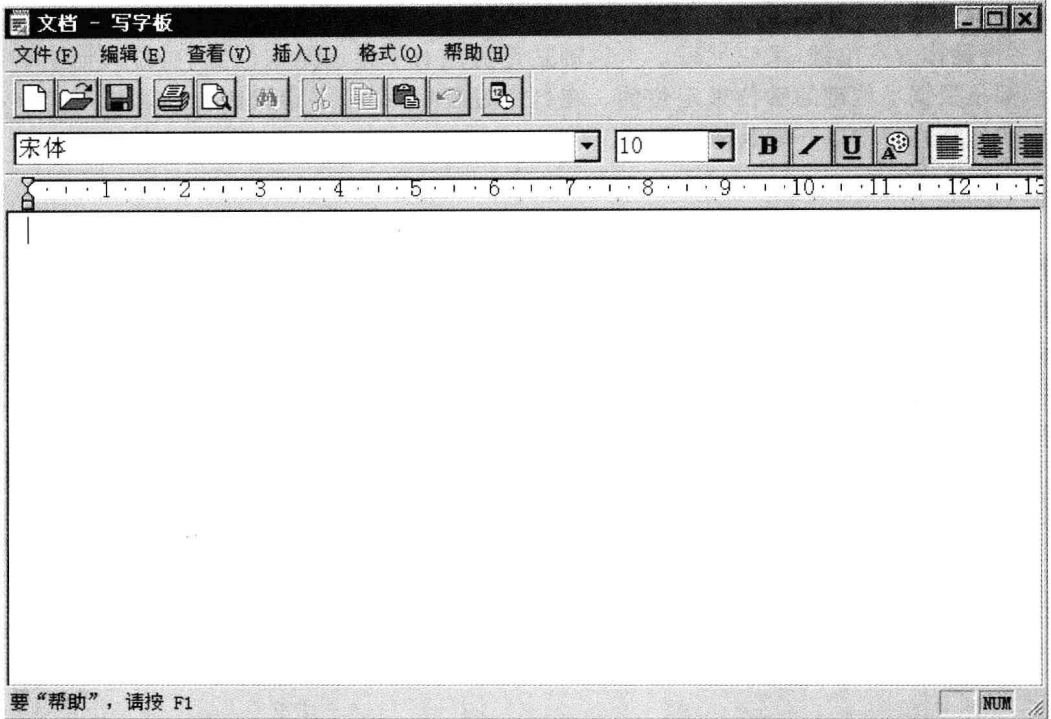 文档 - 写字板
文件(F) 编辑(E) 查看(V) 插入(I) 格式(O) 帮助(H)
12
宋体 10 B I U A
1 2 3 4 5 6 7 8 9 10 11 12 13
要“帮助”，请按 F1 NUM